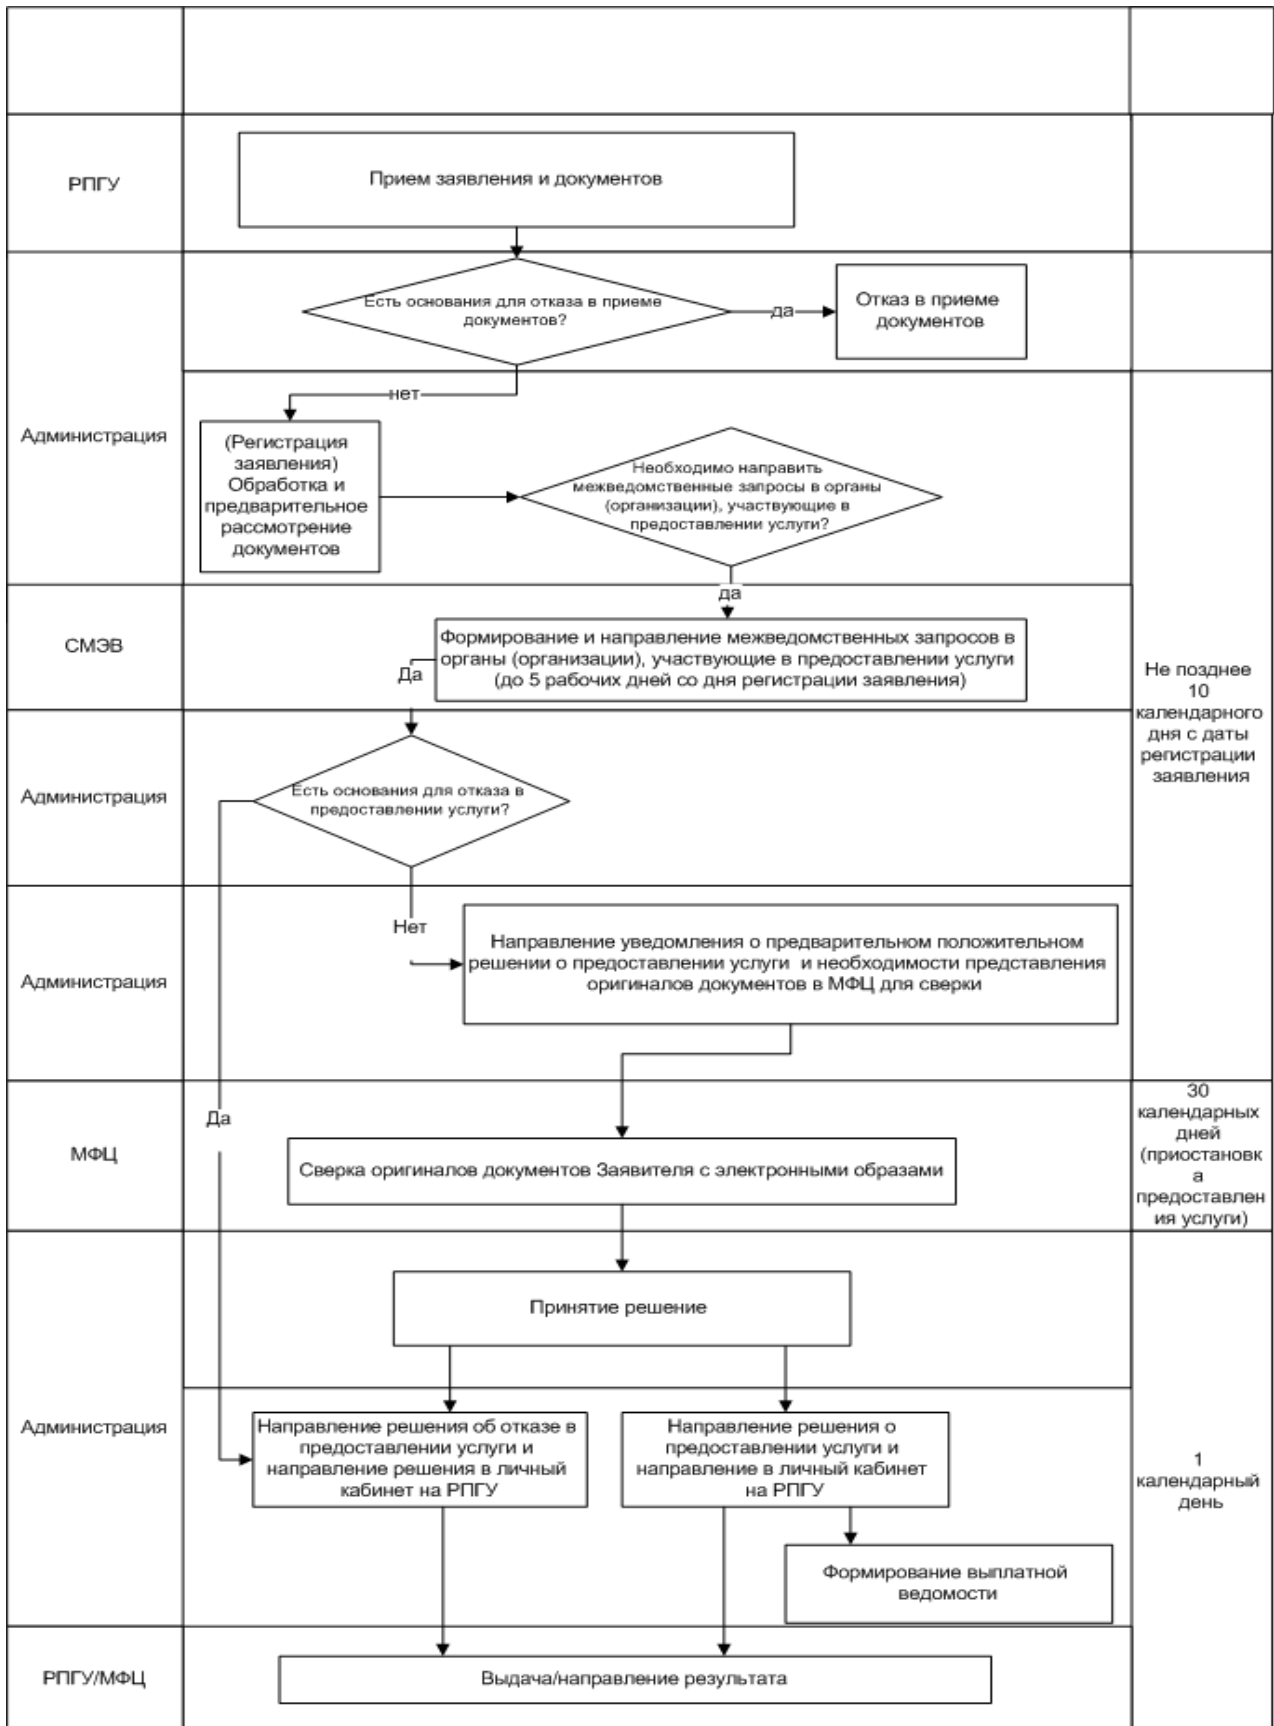 РПГУ
Прием заявления и документов
Есть основания для отказа в приеме
документов?
да
Отказ в приеме
документов
нет
Администрация
(Регистрация
заявления)
Обработка и
предварительное
рассмотрение
документов
Необходимо направить
межведомственные запросы в органы
(организации), участвующие в
предоставлении услуги?
да
СМЭВ
Формирование и направление межведомственных запросов в
органы (организации), участвующие в предоставлении услуги
(до 5 рабочих дней со дня регистрации заявления)
Да
Не позднее
10
календарного
дня с даты
регистрации
заявления
Администрация
Есть основания для отказа в
предоставлении услуги?
Нет
Администрация
Направление уведомления о предварительном положительном
решении о предоставлении услуги и необходимости представления
оригиналов документов в МФЦ для сверки
Да
МФЦ
Сверка оригиналов документов Заявителя с электронными образами
30
календарных
дней
(приостановк
а
предоставлен
ия услуги)
Принятие решение
Администрация
Направление решения об отказе в
предоставлении услуги и
направление решения в личный
кабинет на РПГУ
Направление решения о
предоставлении услуги и
направление в личный кабинет
на РПГУ
1
календарный
день
Формирование выплатной
ведомости
РПГУ/МФЦ
Выдача/направление результата